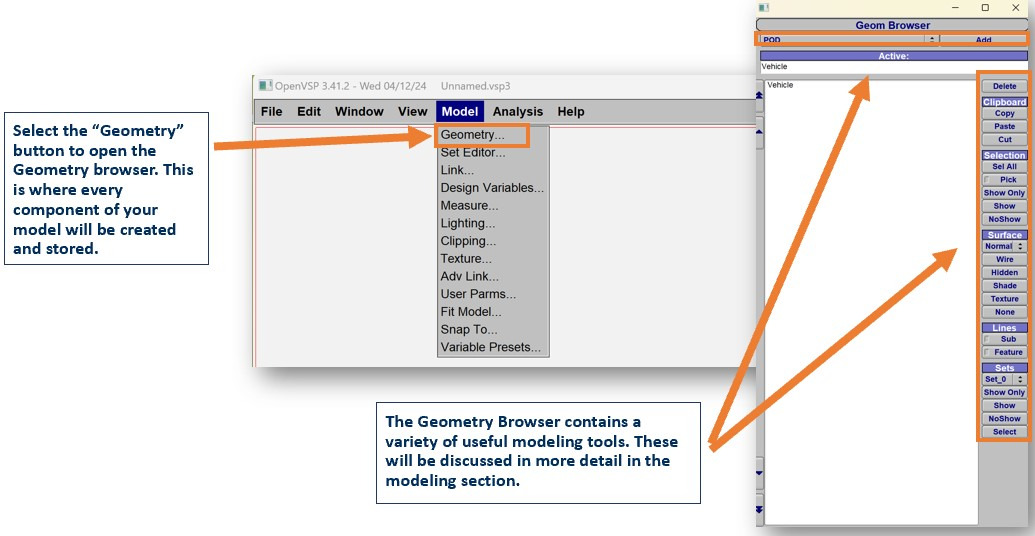 Select the “Geometry”
button to open the
Geometry browser. This
is where every
component of your
model will be created
and stored.
OpenVSP 3.41.2 - Wed 04/12/24 Unnamed.vsp3
File Edit Window View Model Analysis Help
Geometry...
Set Editor...
Link...
Design Variables...
Measure...
Lighting...
Clipping...
Texture...
Adv Link...
User Parms...
Fit Model...
Snap To...
Variable Presets...
The Geometry Browser contains a
variety of useful modeling tools. These
will be discussed in more detail in the
modeling section.
Geom Browser
POD Add
Active:
Vehicle
Vehicle
Delete
Clipboard
Copy
Paste
Cut
Selection
Sel All
Pick
Show Only
Show
NoShow
Surface
Normal
Wire
Hidden
Shade
Texture
None
Lines
Sub
Feature
Sets
Set_0
Show Only
Show
NoShow
Select